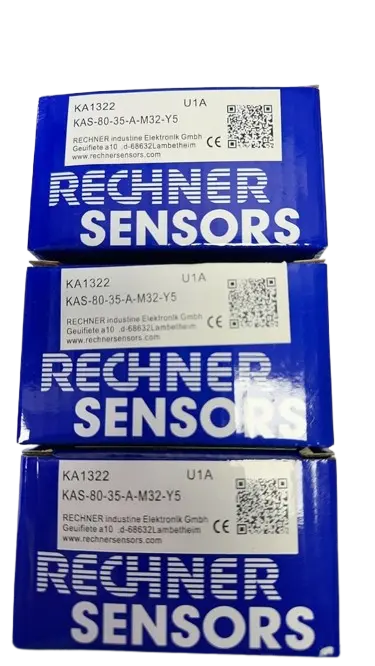 KA1322 U1A
KAS-80-35-A-M32-Y5
RECHNER industine Elektronik Gmbh
Geuifiete a10 .d-68632Lambetheim
www.rechnersensors.com
CE
RECHNER
SENSORS
KA1322 U1A
KAS-80-35-A-M32-Y5
RECHNER industine Elektronik Gmbh
Geuifiete a10 .d-68632Lambetheim
www.rechnersensors.com
CE
RECHNER
SENSORS
KA1322 U1A
KAS-80-35-A-M32-Y5
RECHNER industine Elektronik Gmbh
Geuifiete a10 .d-68632Lambetheim
www.rechnersensors.com
CE
RECHNER
SENSORS